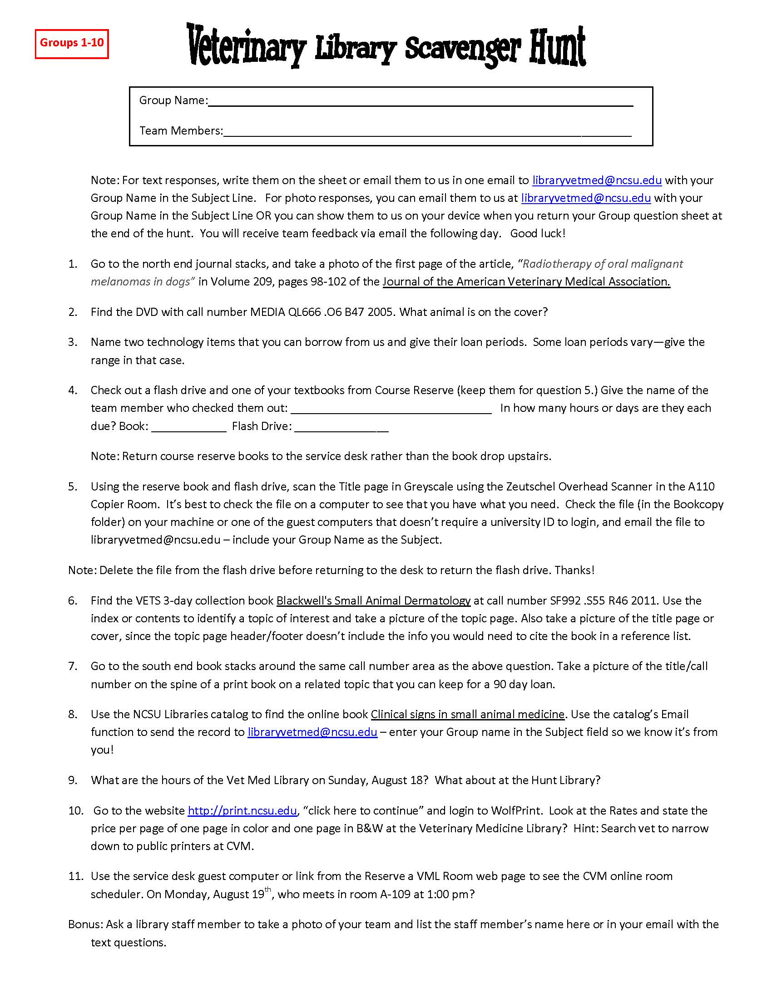 Groups 1-10
Veterinary Library Scavenger Hunt
Group Name:
Team Members:
Note: For text responses, write them on the sheet or email them to us in one email to libraryvetmed@ncsu.edu with your
Group Name in the Subject Line.   For photo responses, you can email them to us at libraryvetmed@ncsu.edu with your
Group Name in the Subject Line OR you can show them to us on your device when you return your Group question sheet at
the end of the hunt.  You will receive team feedback via email the following day.   Good luck!
1. Go to the north end journal stacks, and take a photo of the first page of the article, “Radiotherapy of oral malignant
melanomas in dogs” in Volume 209, pages 98-102 of the Journal of the American Veterinary Medical Association.
2. Find the DVD with call number MEDIA QL666 .O6 B47 2005. What animal is on the cover?
3. Name two technology items that you can borrow from us and give their loan periods.  Some loan periods vary—give the
range in that case.
4. Check out a flash drive and one of your textbooks from Course Reserve (keep them for question 5.) Give the name of the
team member who checked them out: ______________________________ In how many hours or days are they each
due? Book: ___________ Flash Drive: ______________
Note: Return course reserve books to the service desk rather than the book drop upstairs.
5. Using the reserve book and flash drive, scan the Title page in Greyscale using the Zeutschel Overhead Scanner in the A110
Copier Room.  It’s best to check the file on a computer to see that you have what you need.  Check the file (in the Bookcopy
folder) on your machine or one of the guest computers that doesn’t require a university ID to login, and email the file to
libraryvetmed@ncsu.edu – include your Group Name as the Subject.
Note: Delete the file from the flash drive before returning to the desk to return the flash drive. Thanks!
6. Find the VETS 3-day collection book Blackwell's Small Animal Dermatology at call number SF992 .S55 R46 2011. Use the
index or contents to identify a topic of interest and take a picture of the topic page. Also take a picture of the title page or
cover, since the topic page header/footer doesn’t include the info you would need to cite the book in a reference list.
7. Go to the south end book stacks around the same call number area as the above question. Take a picture of the title/call
number on the spine of a print book on a related topic that you can keep for a 90 day loan.
8. Use the NCSU Libraries catalog to find the online book Clinical signs in small animal medicine. Use the catalog’s Email
function to send the record to libraryvetmed@ncsu.edu – enter your Group name in the Subject field so we know it’s from
you!
9. What are the hours of the Vet Med Library on Sunday, August 18?  What about at the Hunt Library?
10. Go to the website http://print.ncsu.edu, “click here to continue” and login to WolfPrint.  Look at the Rates and state the
price per page of one page in color and one page in B&W at the Veterinary Medicine Library?  Hint: Search vet to narrow
down to public printers at CVM.
11. Use the service desk guest computer or link from the Reserve a VML Room web page to see the CVM online room
scheduler. On Monday, August 19th, who meets in room A-109 at 1:00 pm?
Bonus: Ask a library staff member to take a photo of your team and list the staff member’s name here or in your email with the
text questions.